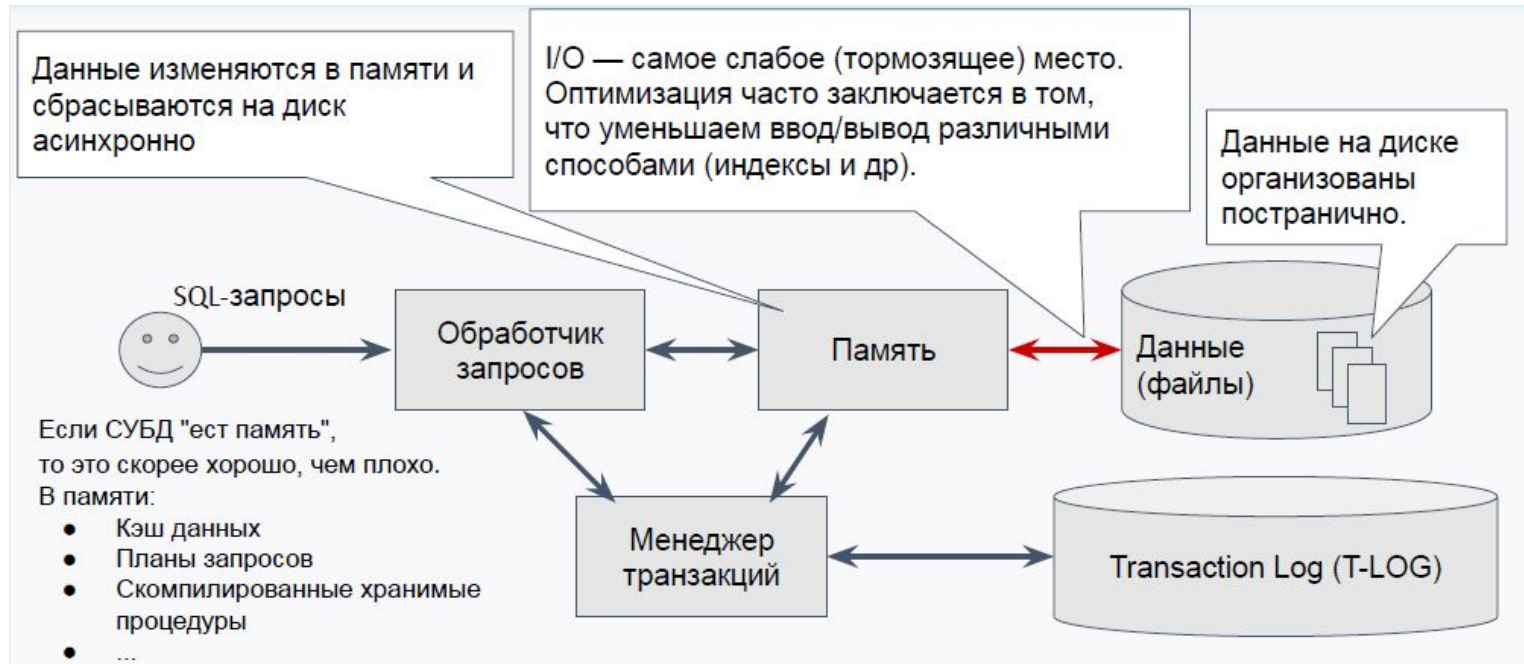 Данные изменяются в памяти и
сбрасываются на диск
асинхронно
I/O — самое слабое (тормозящее) место.
Оптимизация часто заключается в том,
что уменьшаем ввод/вывод различными
способами (индексы и др).
Данные на диске
организованы
постранично.
SQL-запросы
Обработчик
запросов
Память
Данные
(файлы)
Если СУБД "ест память",
то это скорее хорошо, чем плохо.
В памяти:
● Кэш данных
● Планы запросов
● Скомпилированные хранимые
процедуры
● ...
Менеджер
транзакций
Transaction Log (T-LOG)